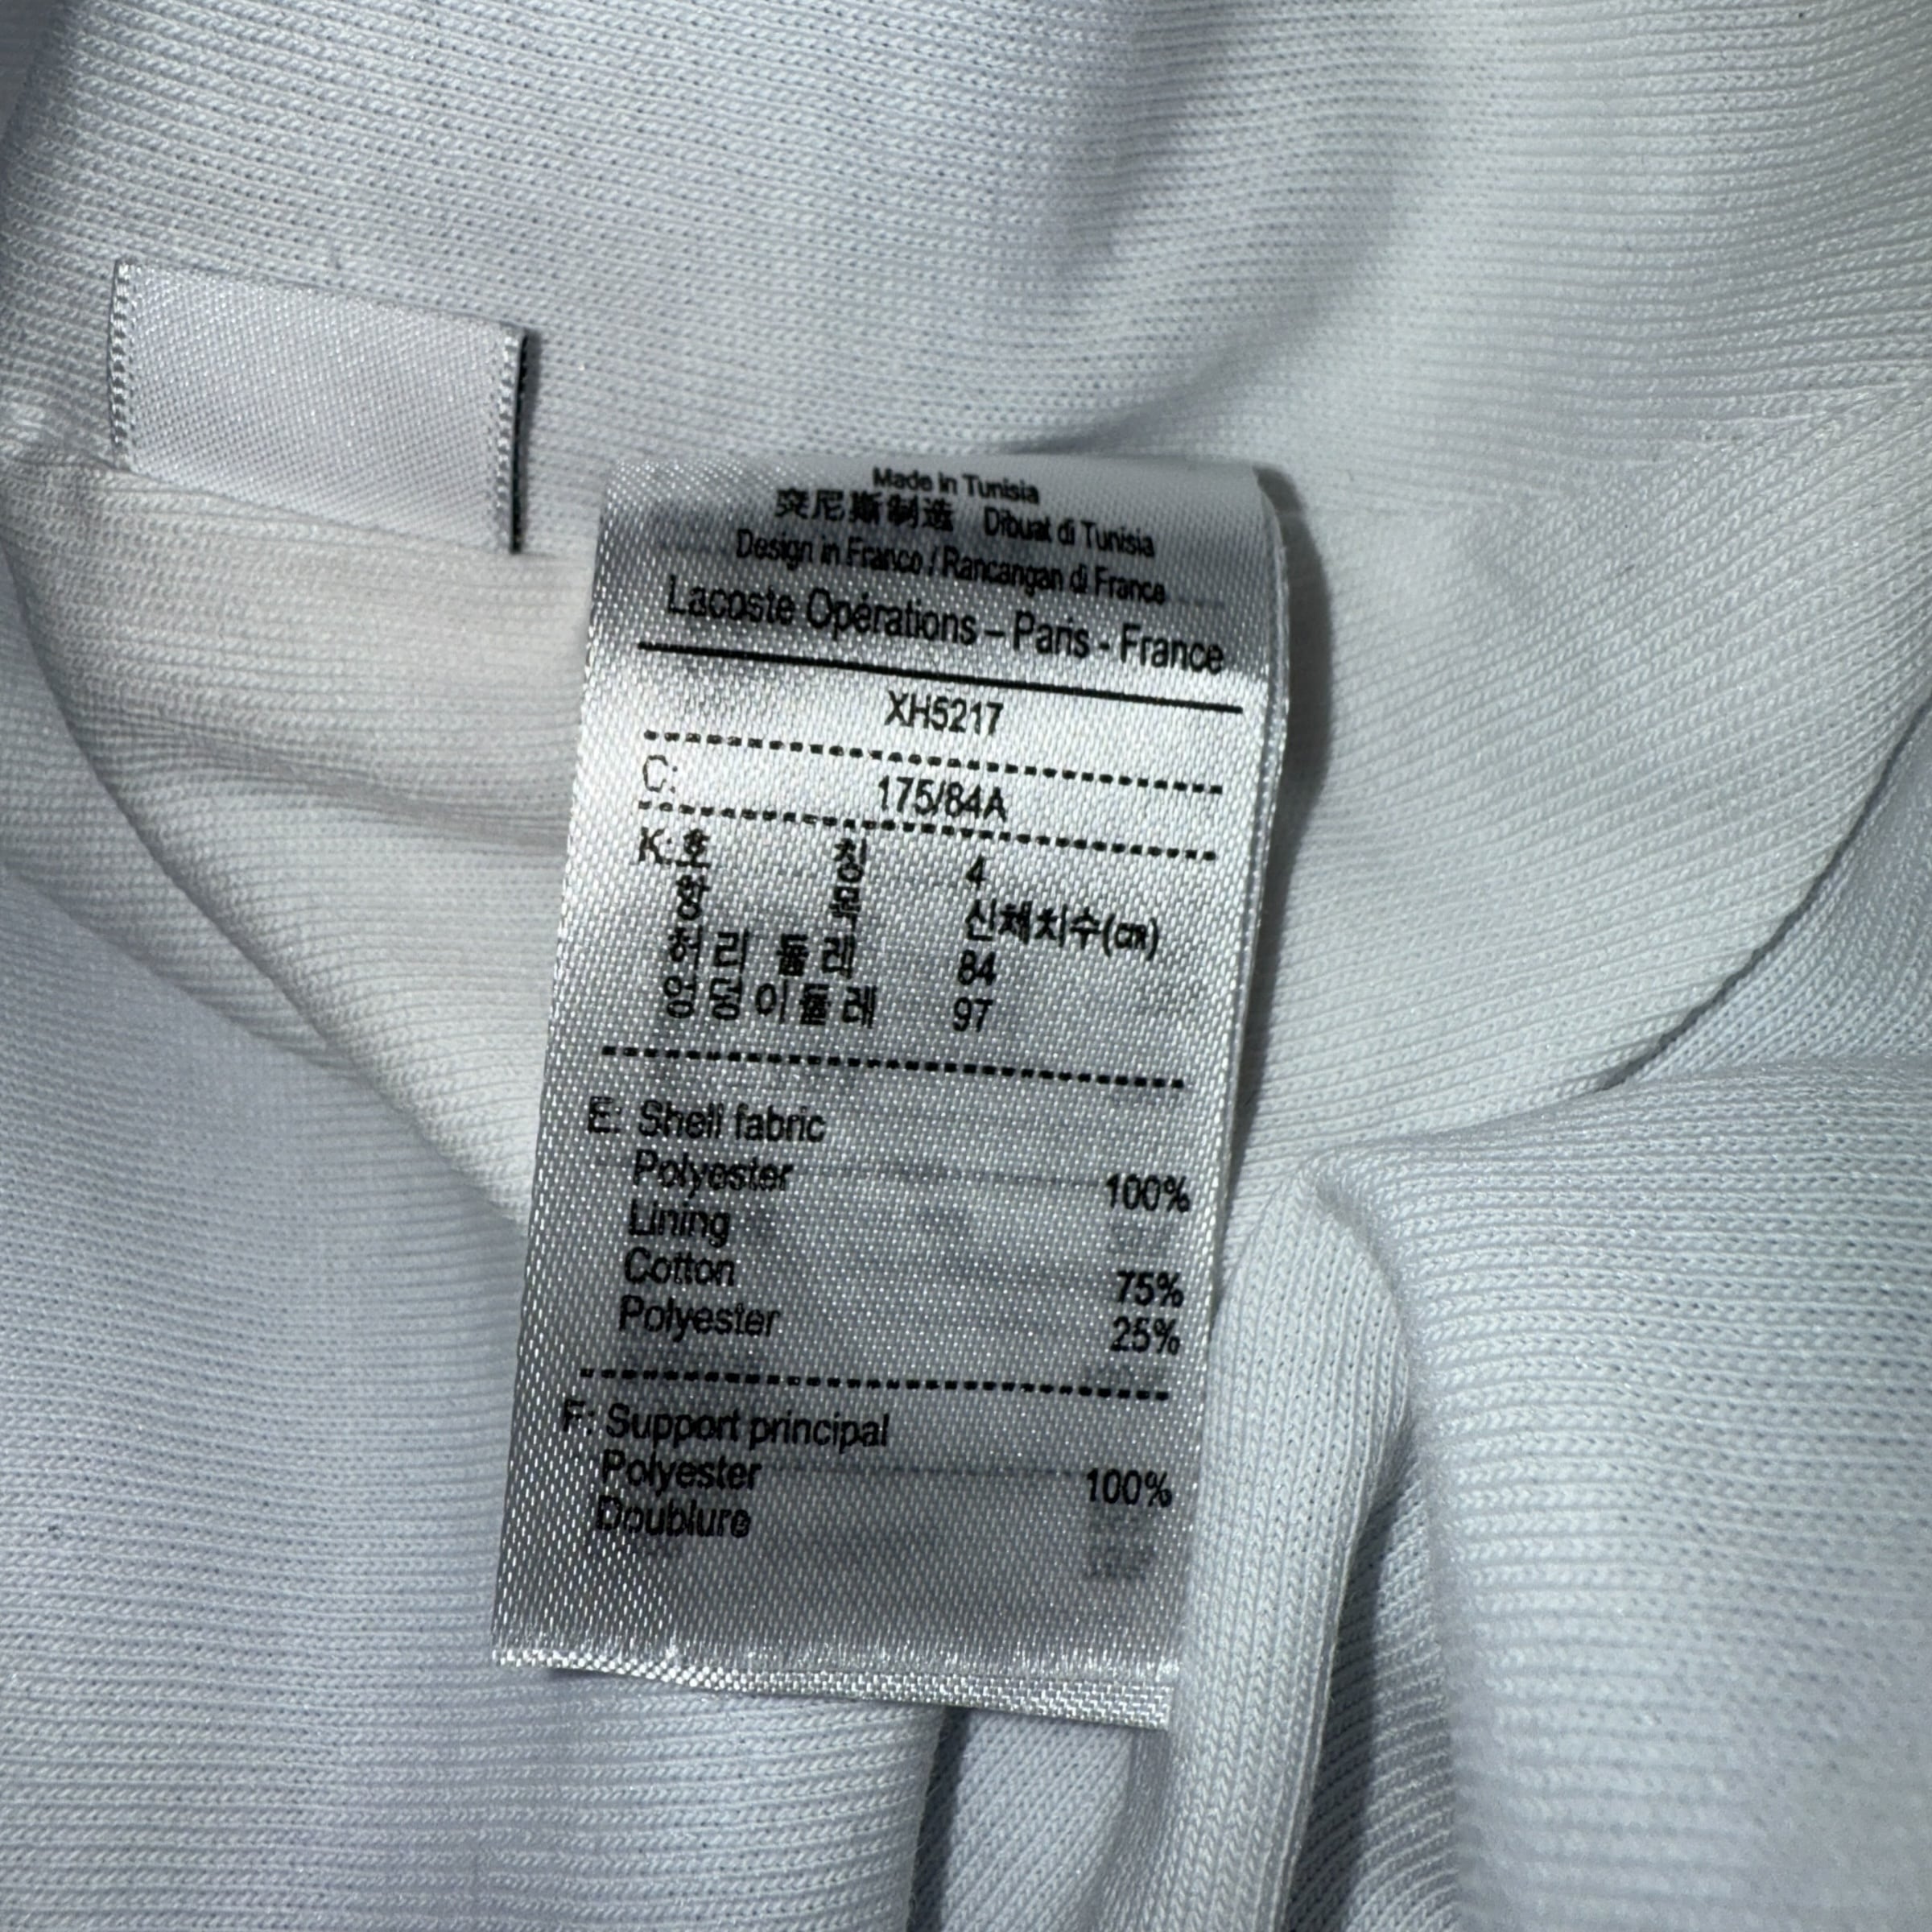 Made in Tunisia
突尼斯制造 Dibuat di Tunisia
Design in France / Rancangan di France
Lacoste Opérations – Paris - France
XH5217
C: 175/84A
K: 호 칭 4
항 목 신체치수(cm)
허 리 둘 레 84
엉덩이둘레 97
E: Shell fabric
Polyester 100%
Lining
Cotton 75%
Polyester 25%
F: Support principal
Polyester 100%
Doublure